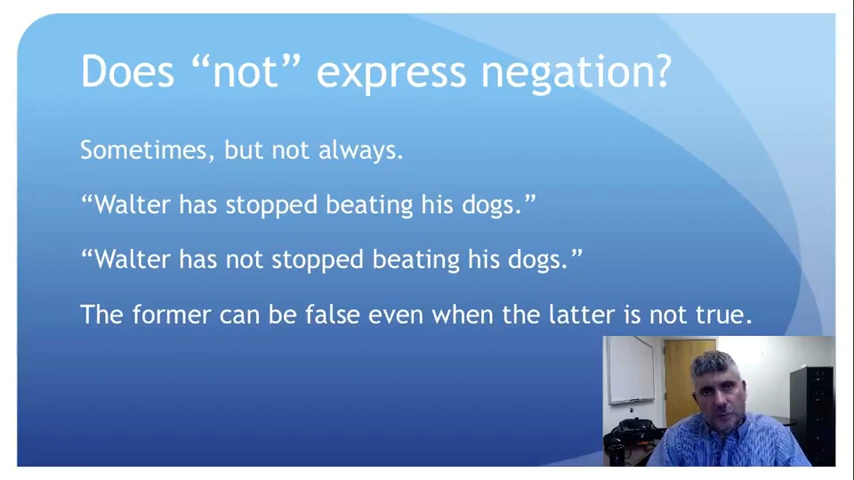 Does “not” express negation?
Sometimes, but not always.
“Walter has stopped beating his dogs.”
“Walter has not stopped beating his dogs.”
The former can be false even when the latter is not true.